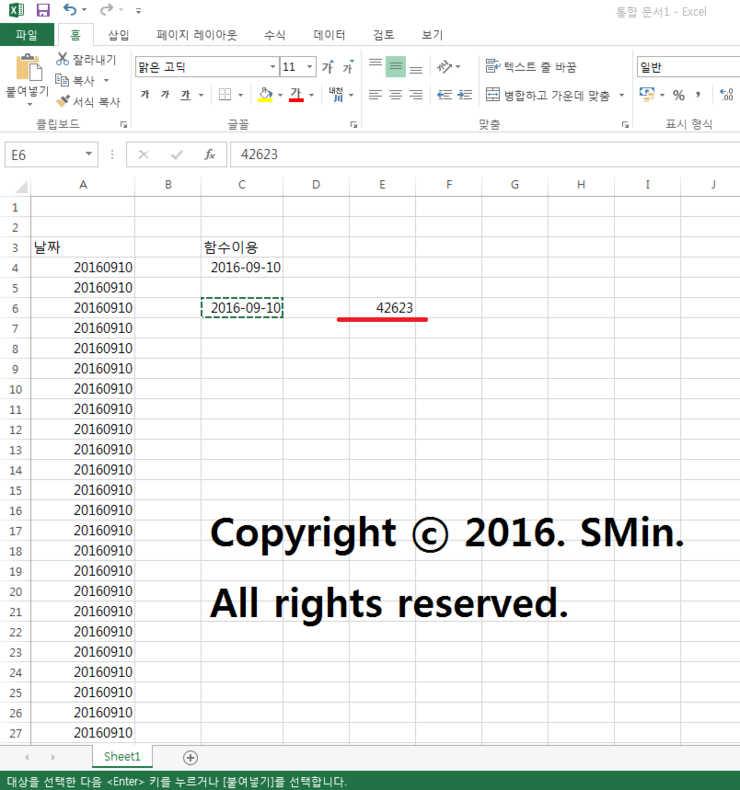 통합 문서1 - Excel
파일 홈 삽입 페이지 레이아웃 수식 데이터 검토 보기
잘라내기
복사
서식 복사
붙여넣기
맑은 고딕 11 가 가
가 가 가 가 내천
텍스트 줄 바꿈
병합하고 가운데 맞춤
일반
% ,
클립보드 글꼴 맞춤 표시 형식
E6 fx 42623
A B C D E F G H I J
1
2
3 날짜 함수이용
4 20160910 2016-09-10
5 20160910
6 20160910 2016-09-10 42623
7 20160910
8 20160910
9 20160910
10 20160910
11 20160910
12 20160910
13 20160910
14 20160910
15 20160910
16 20160910
17 20160910
18 20160910
19 20160910
20 20160910
21 20160910
22 20160910
23 20160910
24 20160910
25 20160910
26 20160910
27 20160910
Copyright ⓒ 2016. SMin.
All rights reserved.
Sheet1
대상을 선택한 다음 <Enter> 키를 누르거나 [붙여넣기]를 선택합니다.